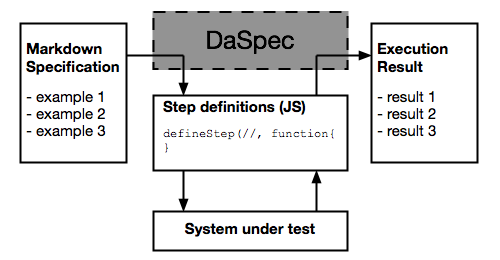 Markdown
Specification
- example 1
- example 2
- example 3
DaSpec
Step definitions (JS)
defineStep(//, function{
}
System under test
Execution
Result
- result 1
- result 2
- result 3